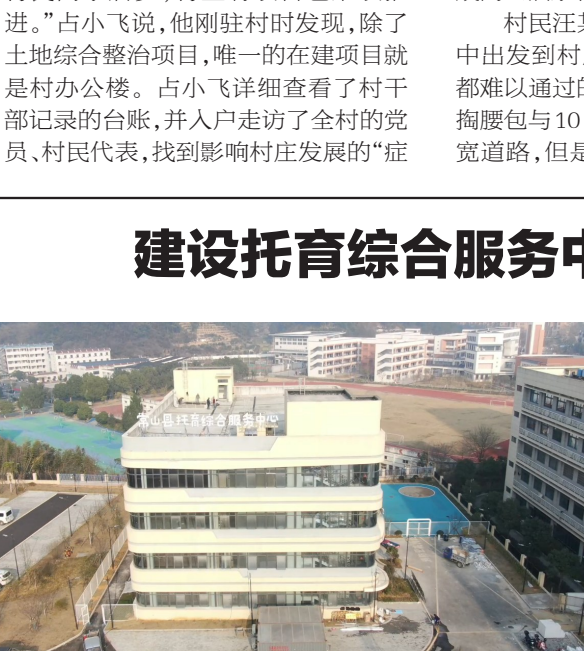 进。”占小飞说,他刚驻村时发现,除了
土地综合整治项目,唯一的在建项目就
是村办公楼。占小飞详细查看了村干
部记录的台账,并入户走访了全村的党
员、村民代表,找到影响村庄发展的“症
村民汪
中出发到村
都难以通过的
掏腰包与10
宽道路,但是
建设托育综合服务中
常山县托育综合服务中心